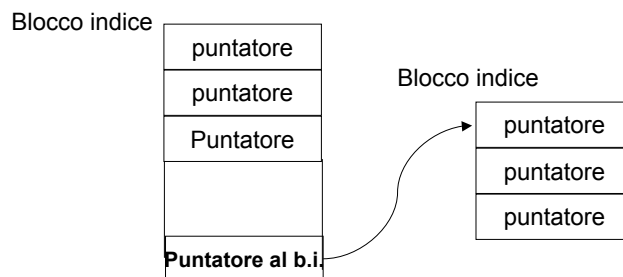 Blocco indice
puntatore
puntatore
Puntatore
Puntatore al b.i.
Blocco indice
puntatore
puntatore
puntatore